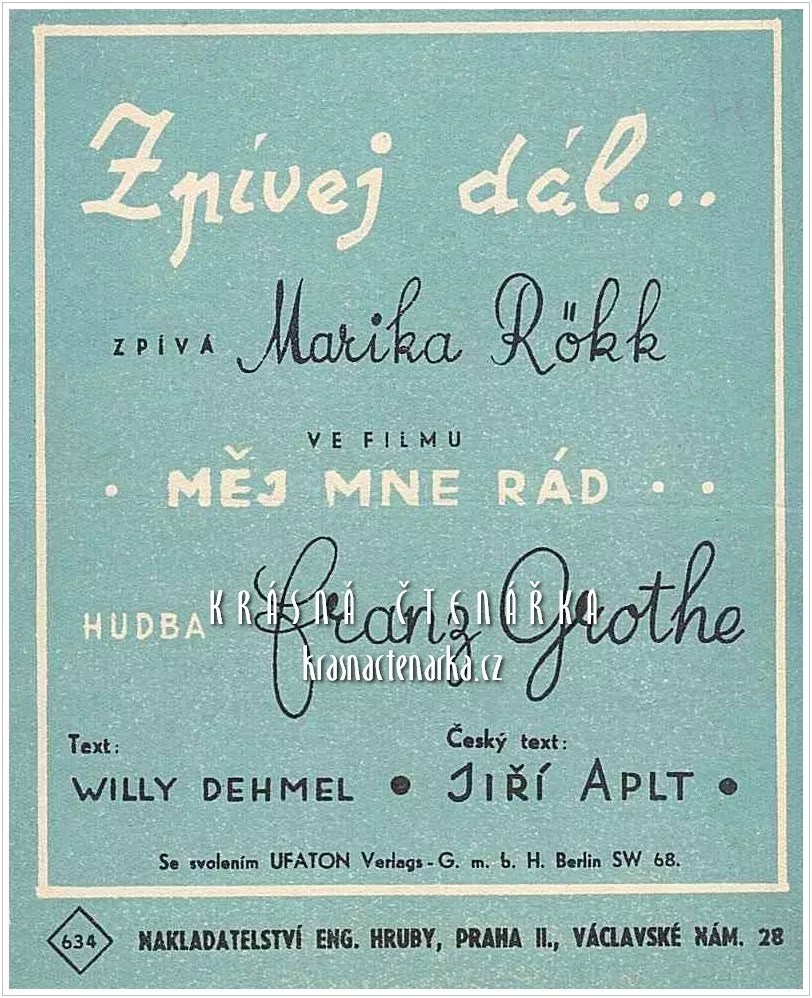 Zpívej dál...
ZPÍVÁ Marika Rökk
VE FILMU
· MĚJ MNE RÁD · ·
HUDBA Franz Grothe
KRÁSNÁ ČTENÁŘKA
krasnactenarka.cz
Text:
WILLY DEHMEL •
Český text:
JIŘÍ APLT •
Se svolením UFATON Verlags-G. m. b. H. Berlin SW 68.
634
NAKLADATELSTVÍ ENG. HRUBY, PRAHA II., VÁCLAVSKÉ NÁM. 28